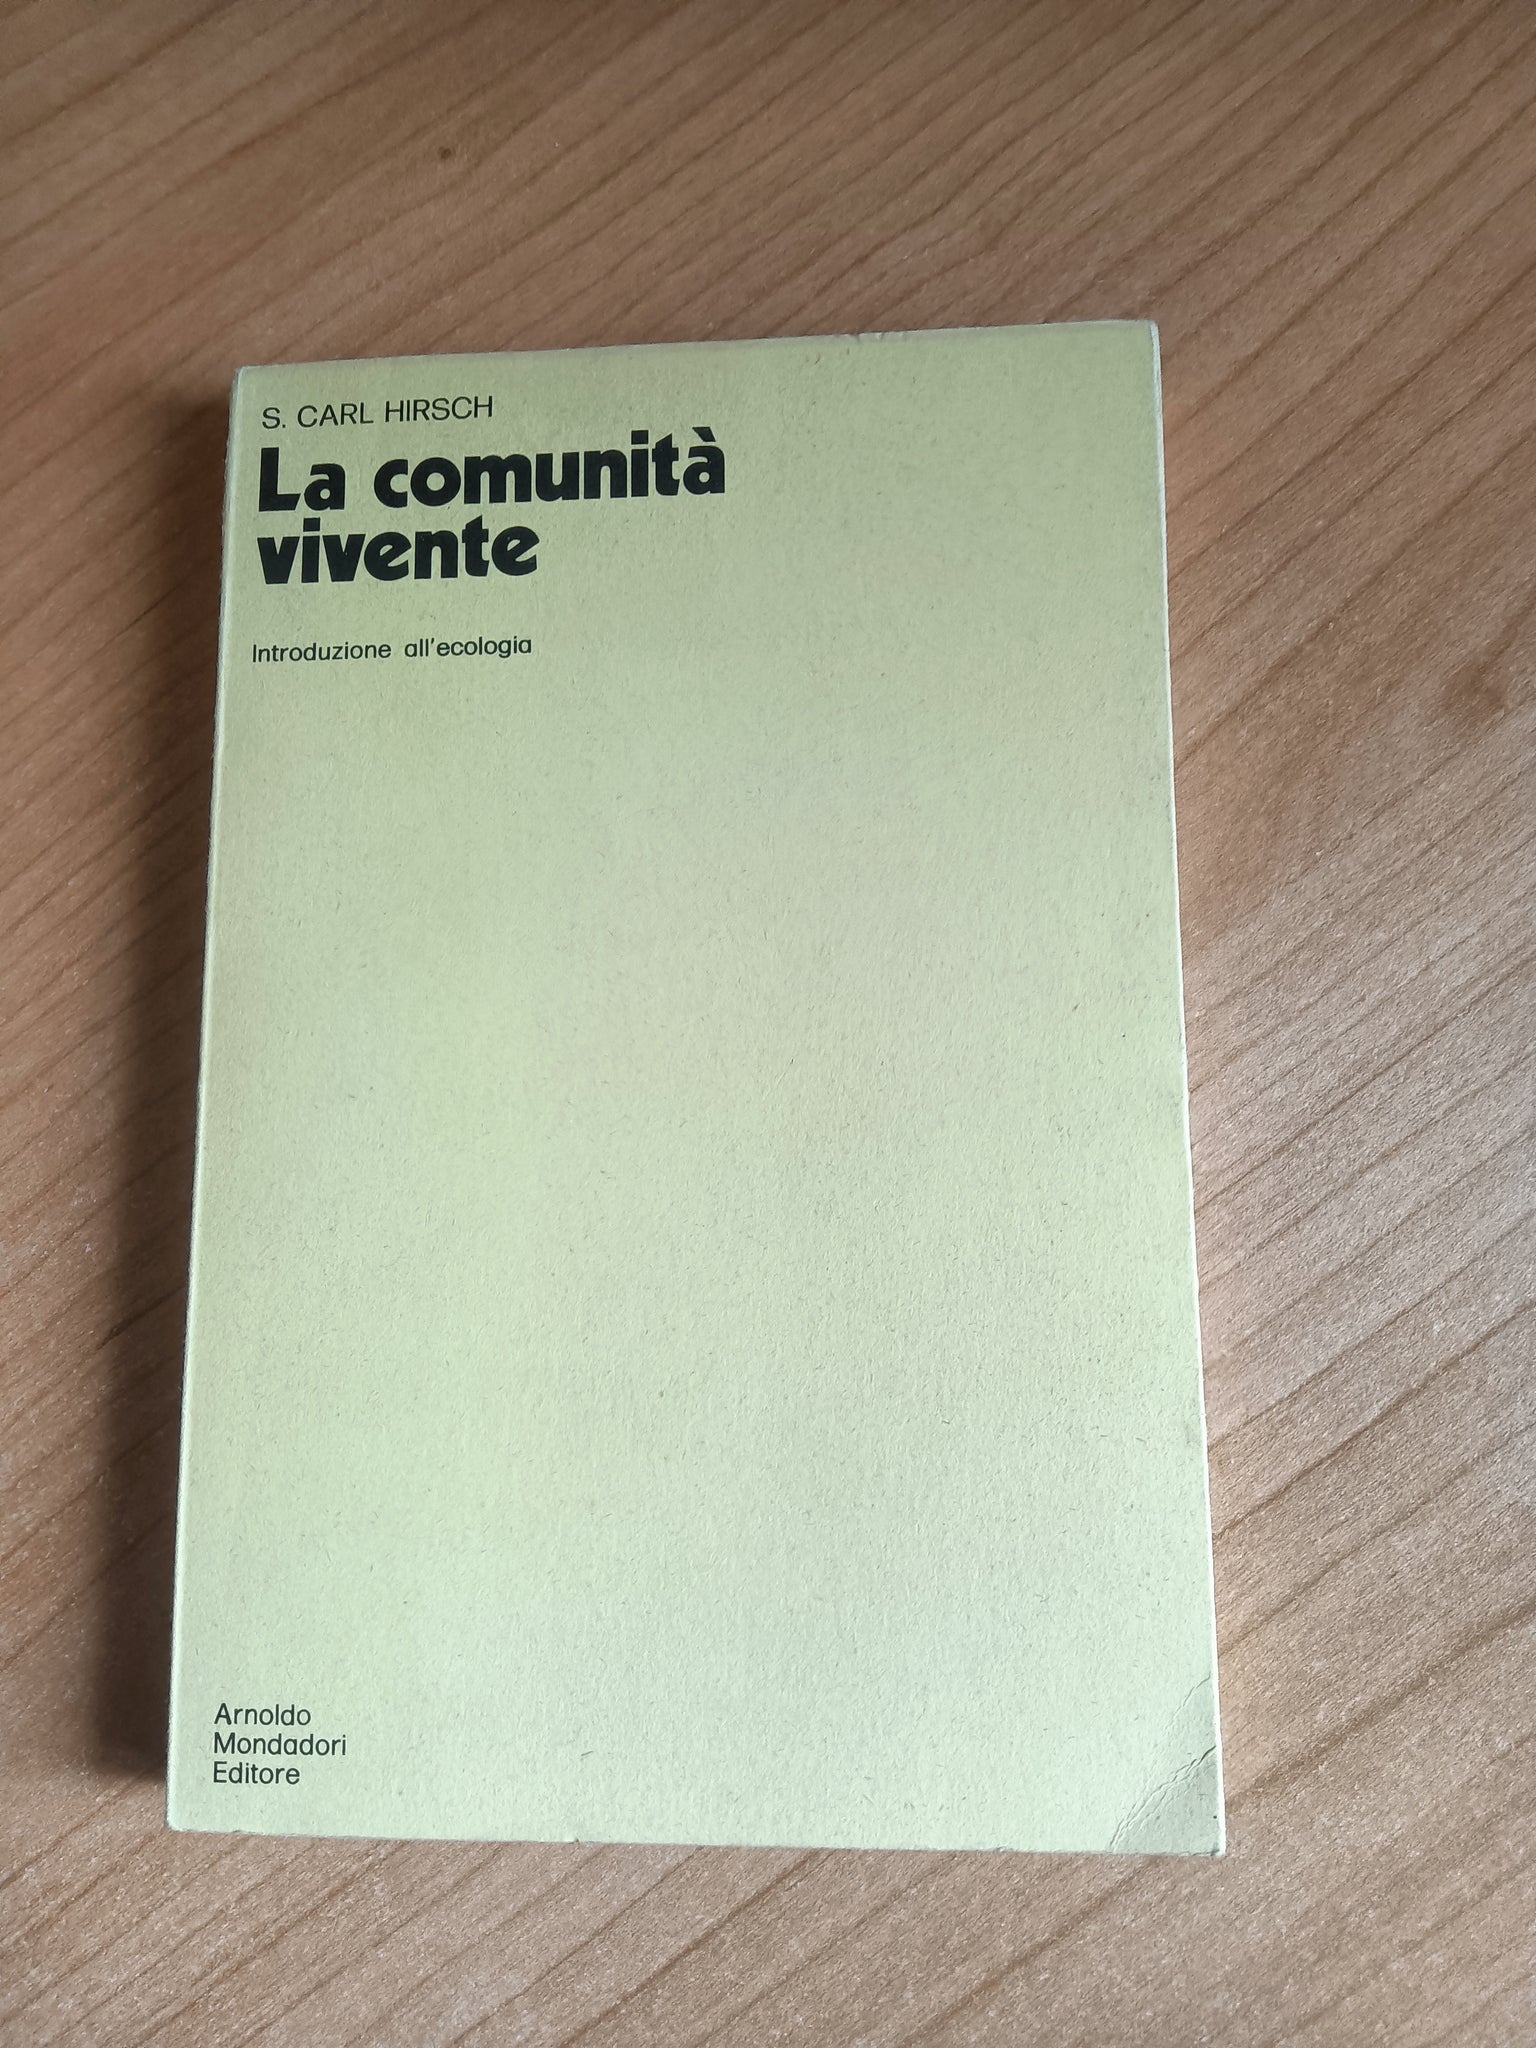 S. CARL HIRSCH
La comunità
vivente
Introduzione all'ecologia
Arnoldo
Mondadori
Editore